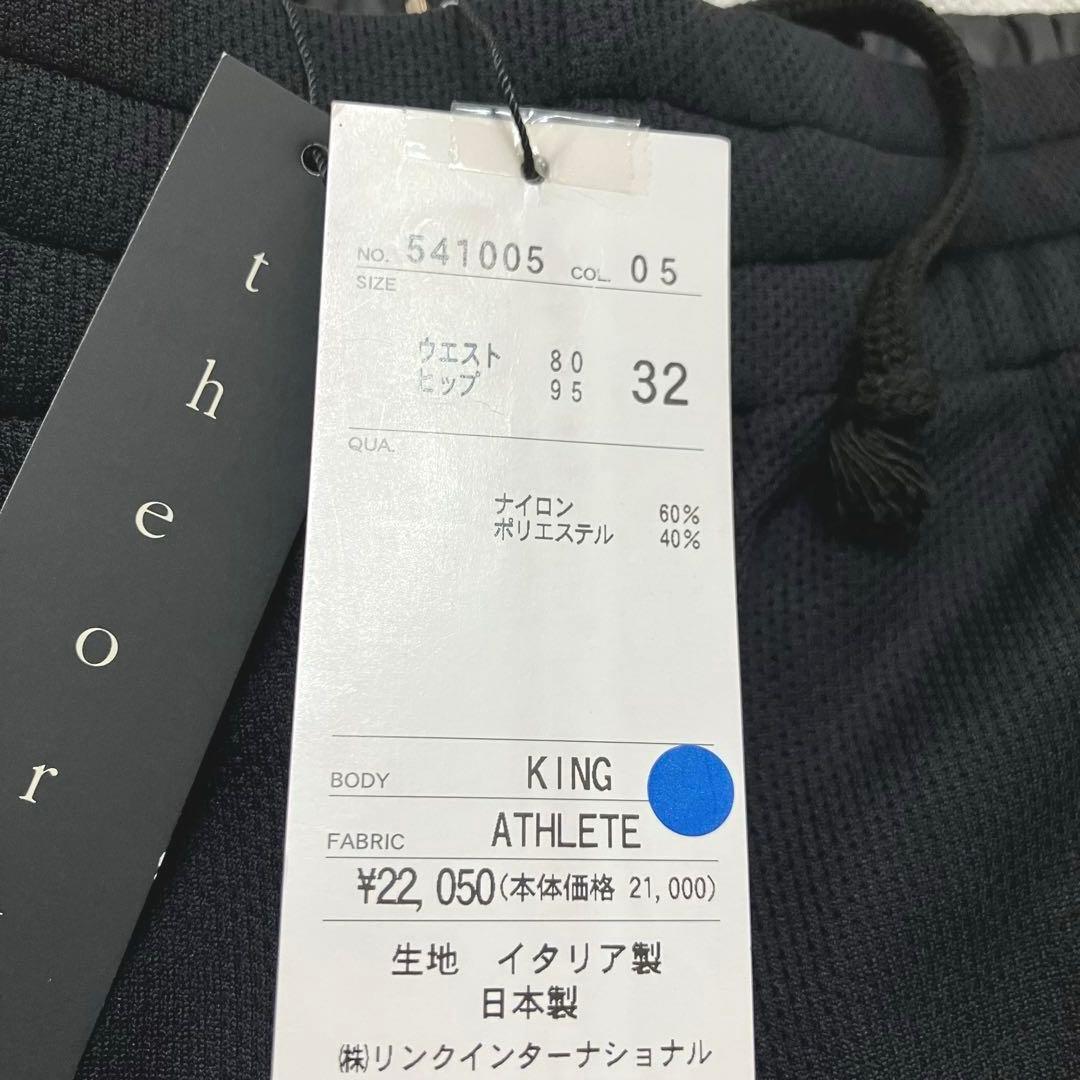 theor
NO. 541005 COL. 05
SIZE
ウエスト 80
ヒップ 95 32
QUA.
ナイロン 60%
ポリエステル 40%
BODY KING
FABRIC ATHLETE
¥22,050(本体価格 21,000)
生地 イタリア製
日本製
㈱リンクインターナショナル